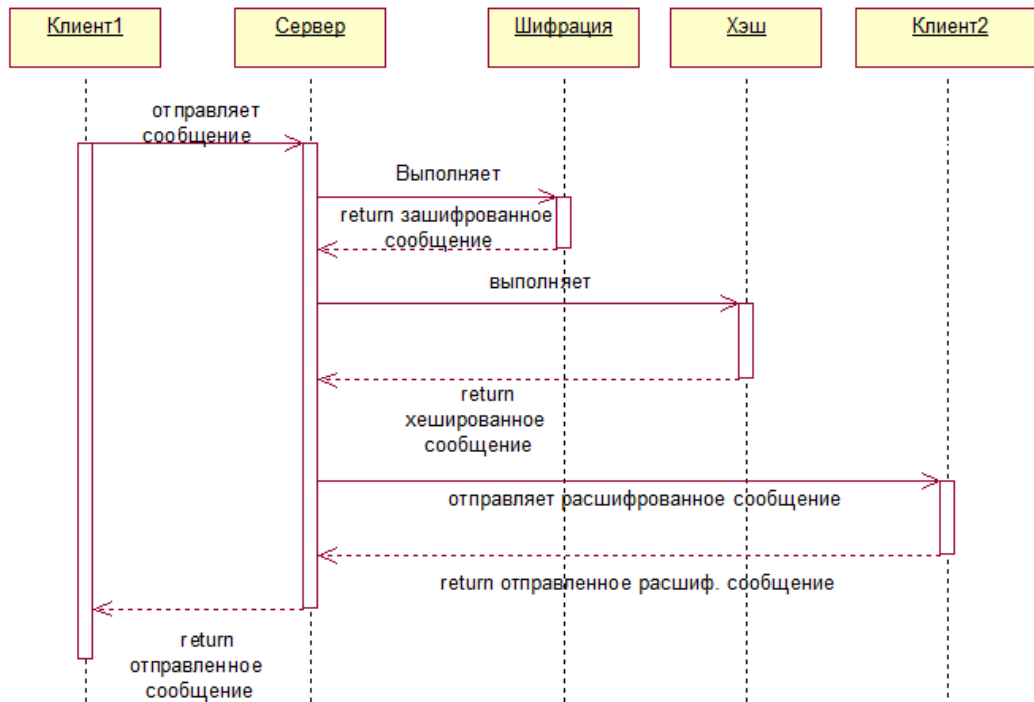 Клиент1
Сервер
Шифрация
Хэш
Клиент2
отправляет
сообщение
Выполняет
return зашифрованное
сообщение
выполняет
return
хешированное
сообщение
отправляет расшифрованное сообщение
return отправленное расшиф. сообщение
return
отправленное
сообщение